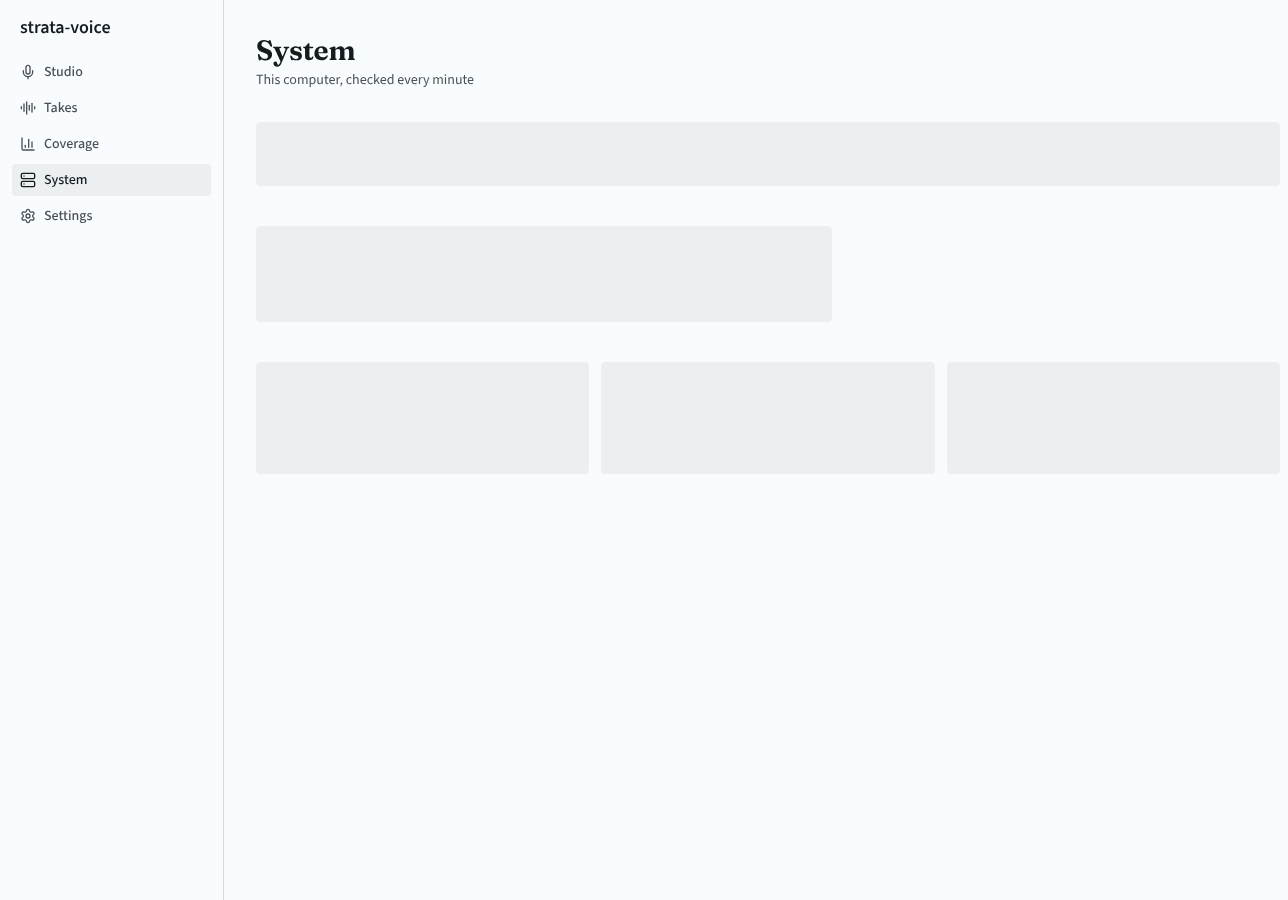 strata-voice
Studio
Takes
Coverage
System
Settings
System
This computer, checked every minute